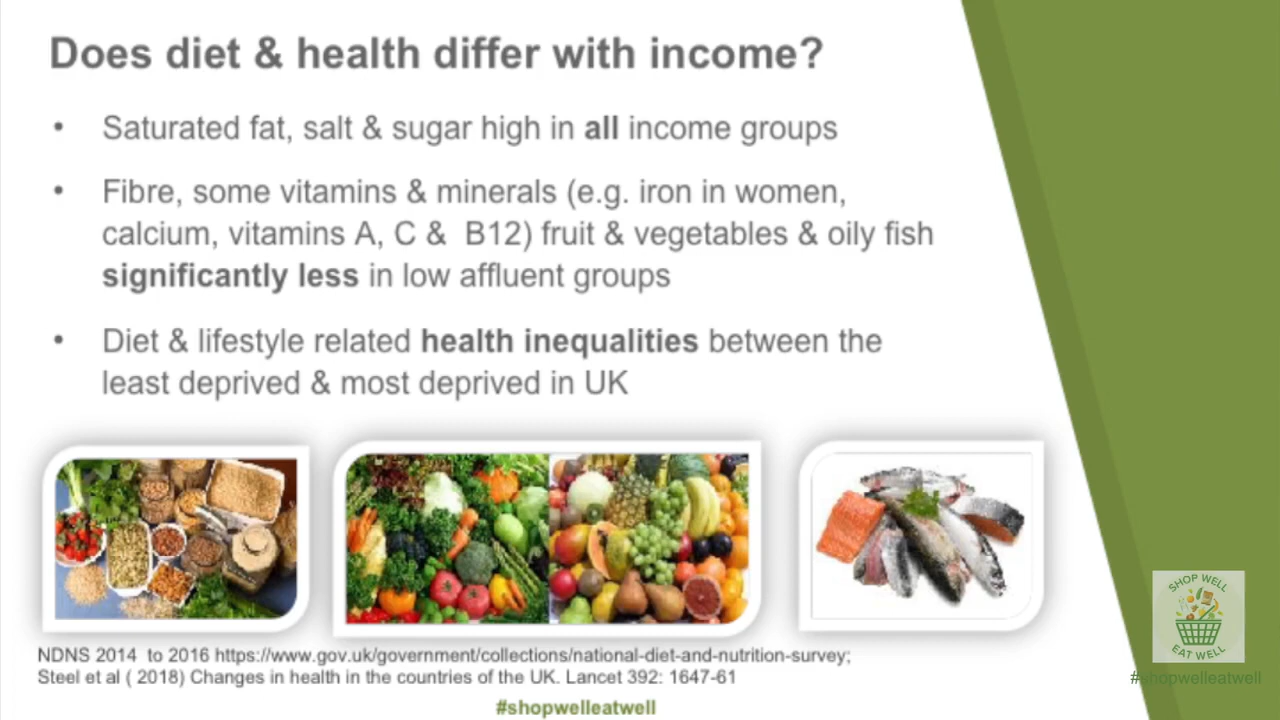 Does diet & health differ with income?
• Saturated fat, salt & sugar high in all income groups
• Fibre, some vitamins & minerals (e.g. iron in women,
calcium, vitamins A, C &  B12) fruit & vegetables & oily fish
significantly less in low affluent groups
• Diet & lifestyle related health inequalities between the
least deprived & most deprived in UK
NDNS 2014  to 2016 https://www.gov.uk/government/collections/national-diet-and-nutrition-survey;
Steel et al ( 2018) Changes in health in the countries of the UK. Lancet 392: 1647-61
#shopwelleatwell
SHOP WELL
EAT WELL
#shopwelleatwell